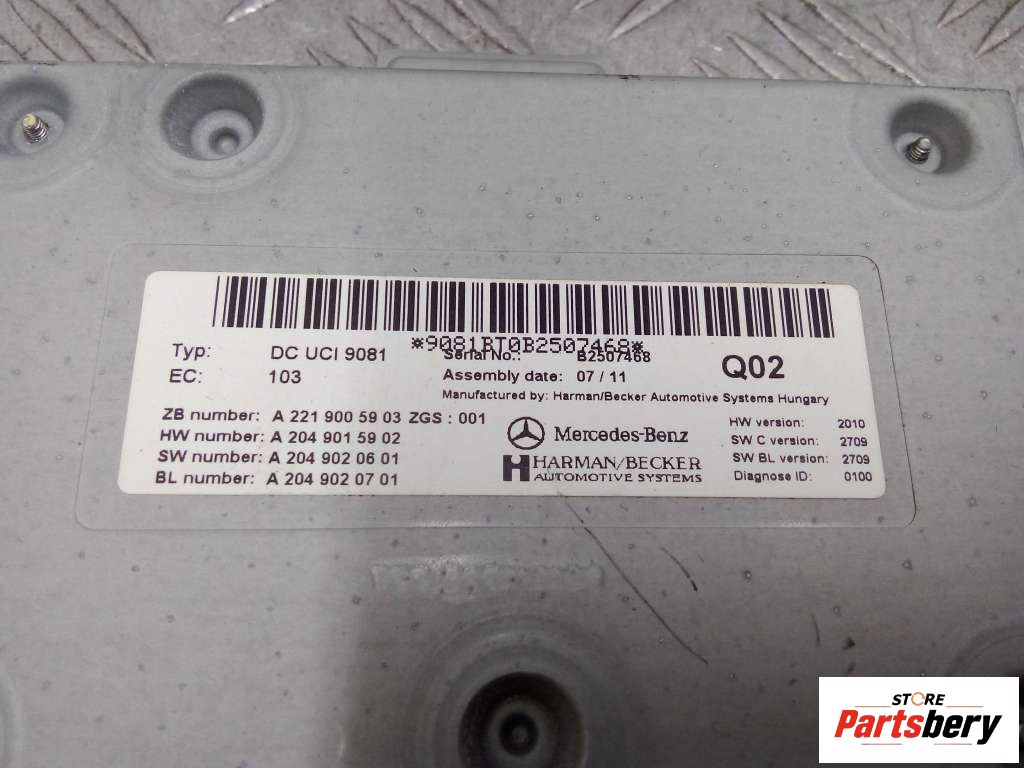 *9081BT0B2507468*
Typ: DC UCI 9081
Serial No.: B2507468
EC: 103
Assembly date: 07 / 11
Q02
Manufactured by: Harman/Becker Automotive Systems Hungary
ZB number: A 221 900 59 03 ZGS : 001
HW number: A 204 901 59 02
SW number: A 204 902 06 01
BL number: A 204 902 07 01
Mercedes-Benz
HARMAN/BECKER
AUTOMOTIVE SYSTEMS
HW version: 2010
SW C version: 2709
SW BL version: 2709
Diagnose ID: 0100
STORE
Partsbery